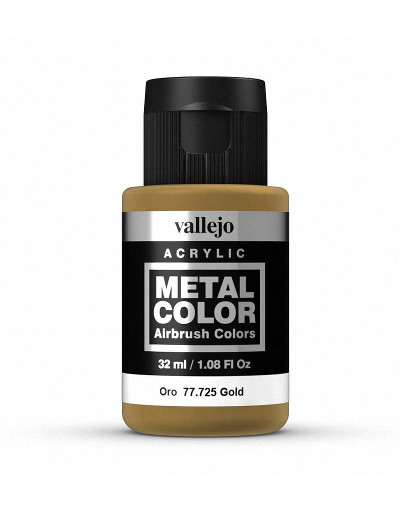 vallejo
ACRYLIC
METAL
COLOR
Airbrush Colors
32 ml / 1.08 Fl Oz
Oro 77.725 Gold